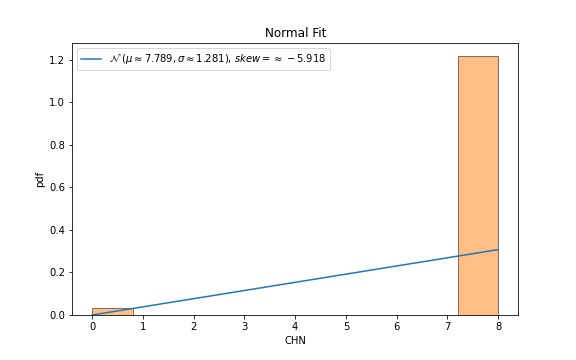 Normal Fit
𝒩(μ ≈ 7.789, σ ≈ 1.281), skew = ≈ −5.918
pdf
1.2
1.0
0.8
0.6
0.4
0.2
0.0
0 1 2 3 4 5 6 7 8
CHN